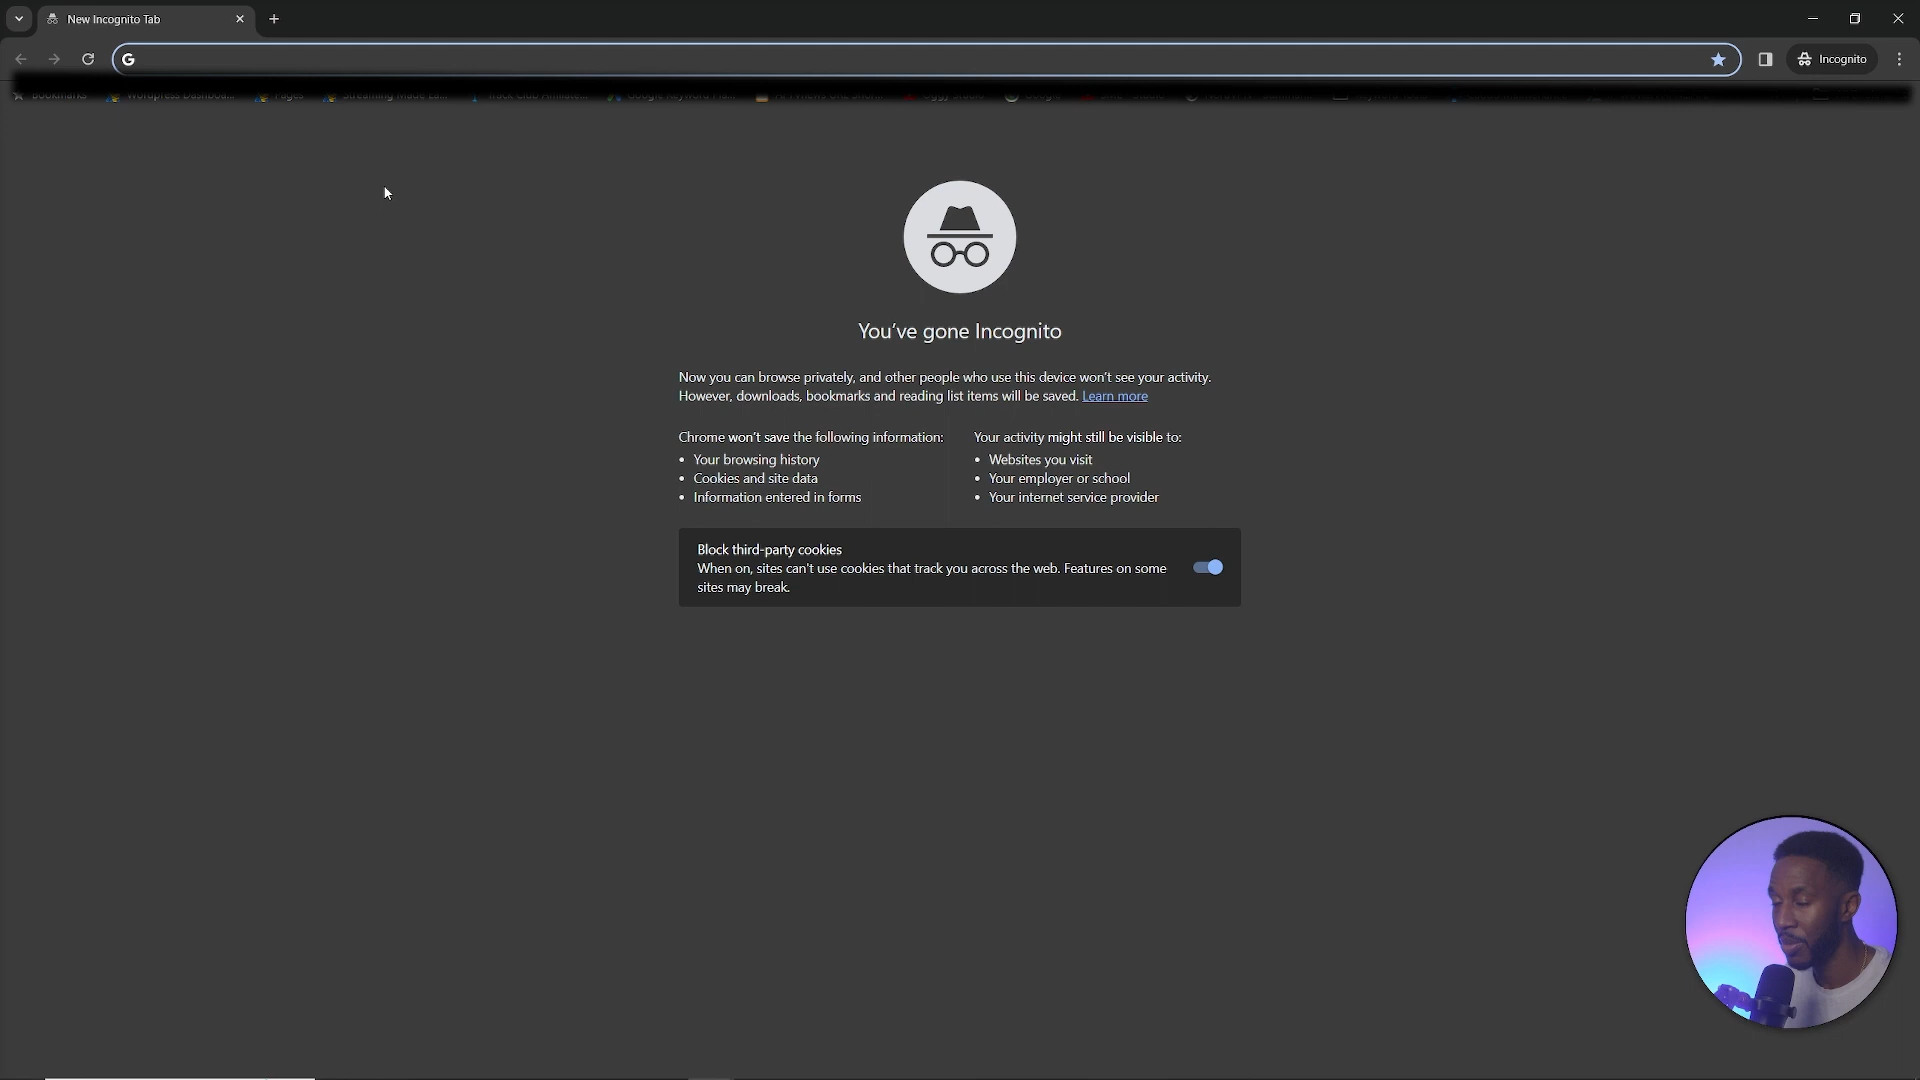 New Incognito Tab
Incognito
You've gone Incognito
Now you can browse privately, and other people who use this device won't see your activity.
However, downloads, bookmarks and reading list items will be saved. Learn more
Chrome won't save the following information:
Your browsing history
Cookies and site data
Information entered in forms
Your activity might still be visible to:
Websites you visit
Your employer or school
Your internet service provider
Block third-party cookies
When on, sites can't use cookies that track you across the web. Features on some
sites may break.